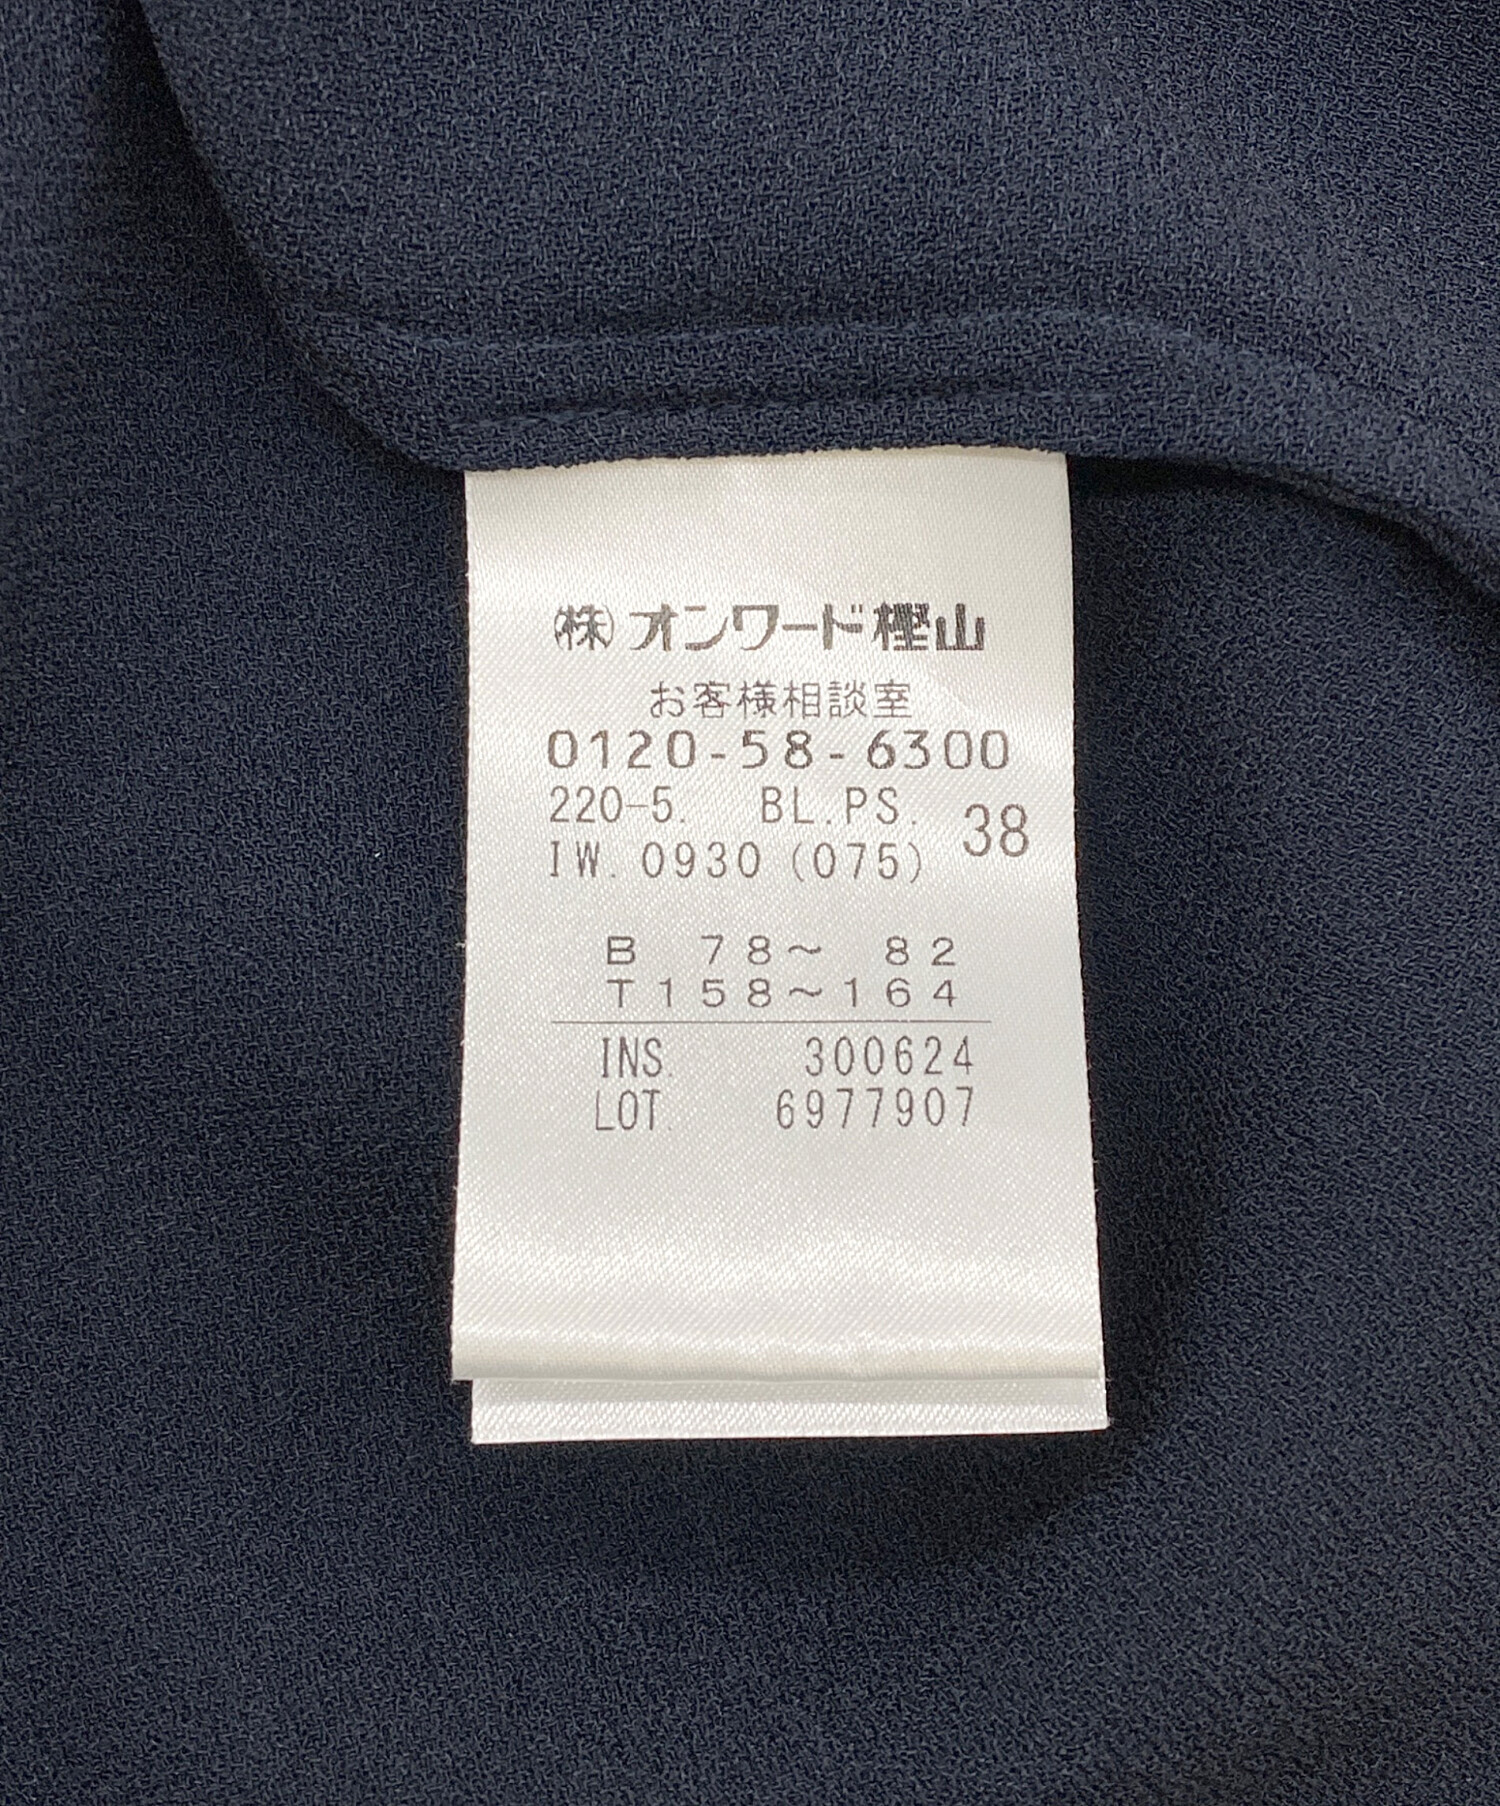 ㈱オンワード樫山
お客様相談室
0120-58-6300
220-5. BL.PS. 38
IW. 0930 (075)
B 78～ 82
T158～164
INS. 300624
LOT. 6977907